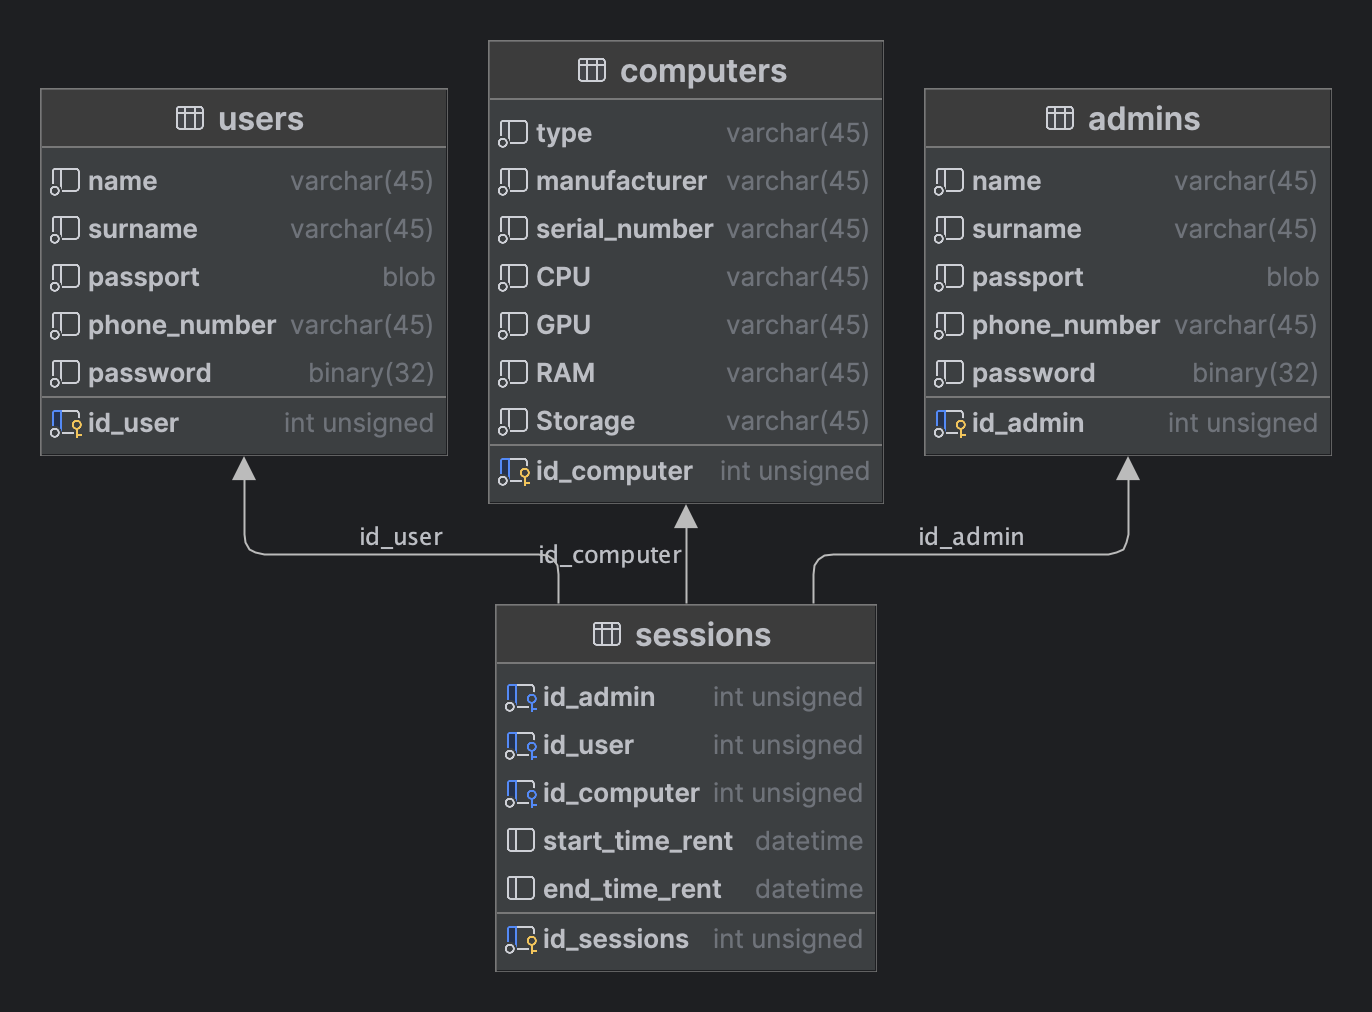 users
name varchar(45)
surname varchar(45)
passport blob
phone_number varchar(45)
password binary(32)
id_user int unsigned
computers
type varchar(45)
manufacturer varchar(45)
serial_number varchar(45)
CPU varchar(45)
GPU varchar(45)
RAM varchar(45)
Storage varchar(45)
id_computer int unsigned
admins
name varchar(45)
surname varchar(45)
passport blob
phone_number varchar(45)
password binary(32)
id_admin int unsigned
id_user
id_computer
id_admin
sessions
id_admin int unsigned
id_user int unsigned
id_computer int unsigned
start_time_rent datetime
end_time_rent datetime
id_sessions int unsigned